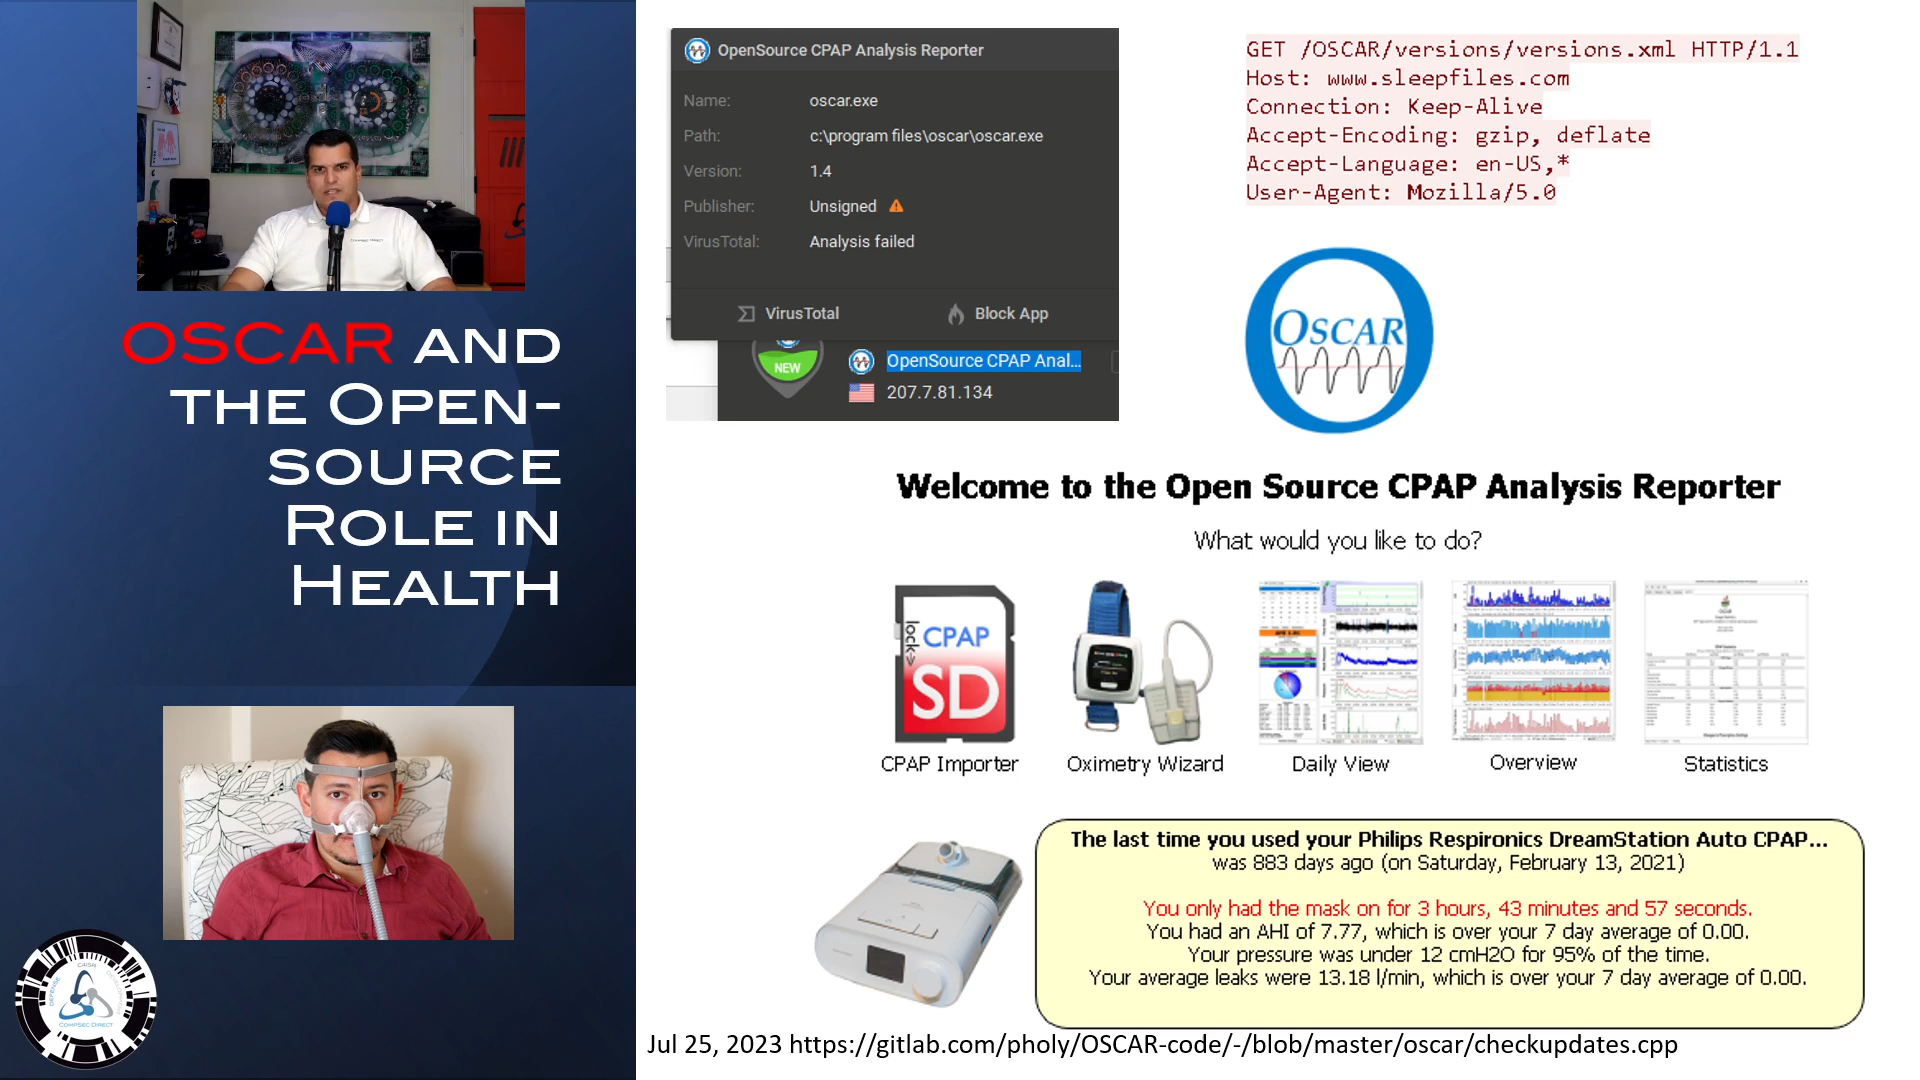 OSCAR AND
THE OPEN-
SOURCE
ROLE IN
HEALTH
DEFENSE
COMPSEC DIRECT
OpenSource CPAP Analysis Reporter
Name: oscar.exe
Path: c:\program files\oscar\oscar.exe
Version: 1.4
Publisher: Unsigned
VirusTotal: Analysis failed
VirusTotal Block App
NEW
OpenSource CPAP Anal...
207.7.81.134
GET /OSCAR/versions/versions.xml HTTP/1.1
Host: www.sleepfiles.com
Connection: Keep-Alive
Accept-Encoding: gzip, deflate
Accept-Language: en-US,*
User-Agent: Mozilla/5.0
OSCAR
Welcome to the Open Source CPAP Analysis Reporter
What would you like to do?
lock->
CPAP
SD
CPAP Importer
Oximetry Wizard
Daily View
Overview
Statistics
The last time you used your Philips Respironics DreamStation Auto CPAP...
was 883 days ago (on Saturday, February 13, 2021)
You only had the mask on for 3 hours, 43 minutes and 57 seconds.
You had an AHI of 7.77, which is over your 7 day average of 0.00.
Your pressure was under 12 cmH2O for 95% of the time.
Your average leaks were 13.18 l/min, which is over your 7 day average of 0.00.
Jul 25, 2023 https://gitlab.com/pholy/OSCAR-code/-/blob/master/oscar/checkupdates.cpp